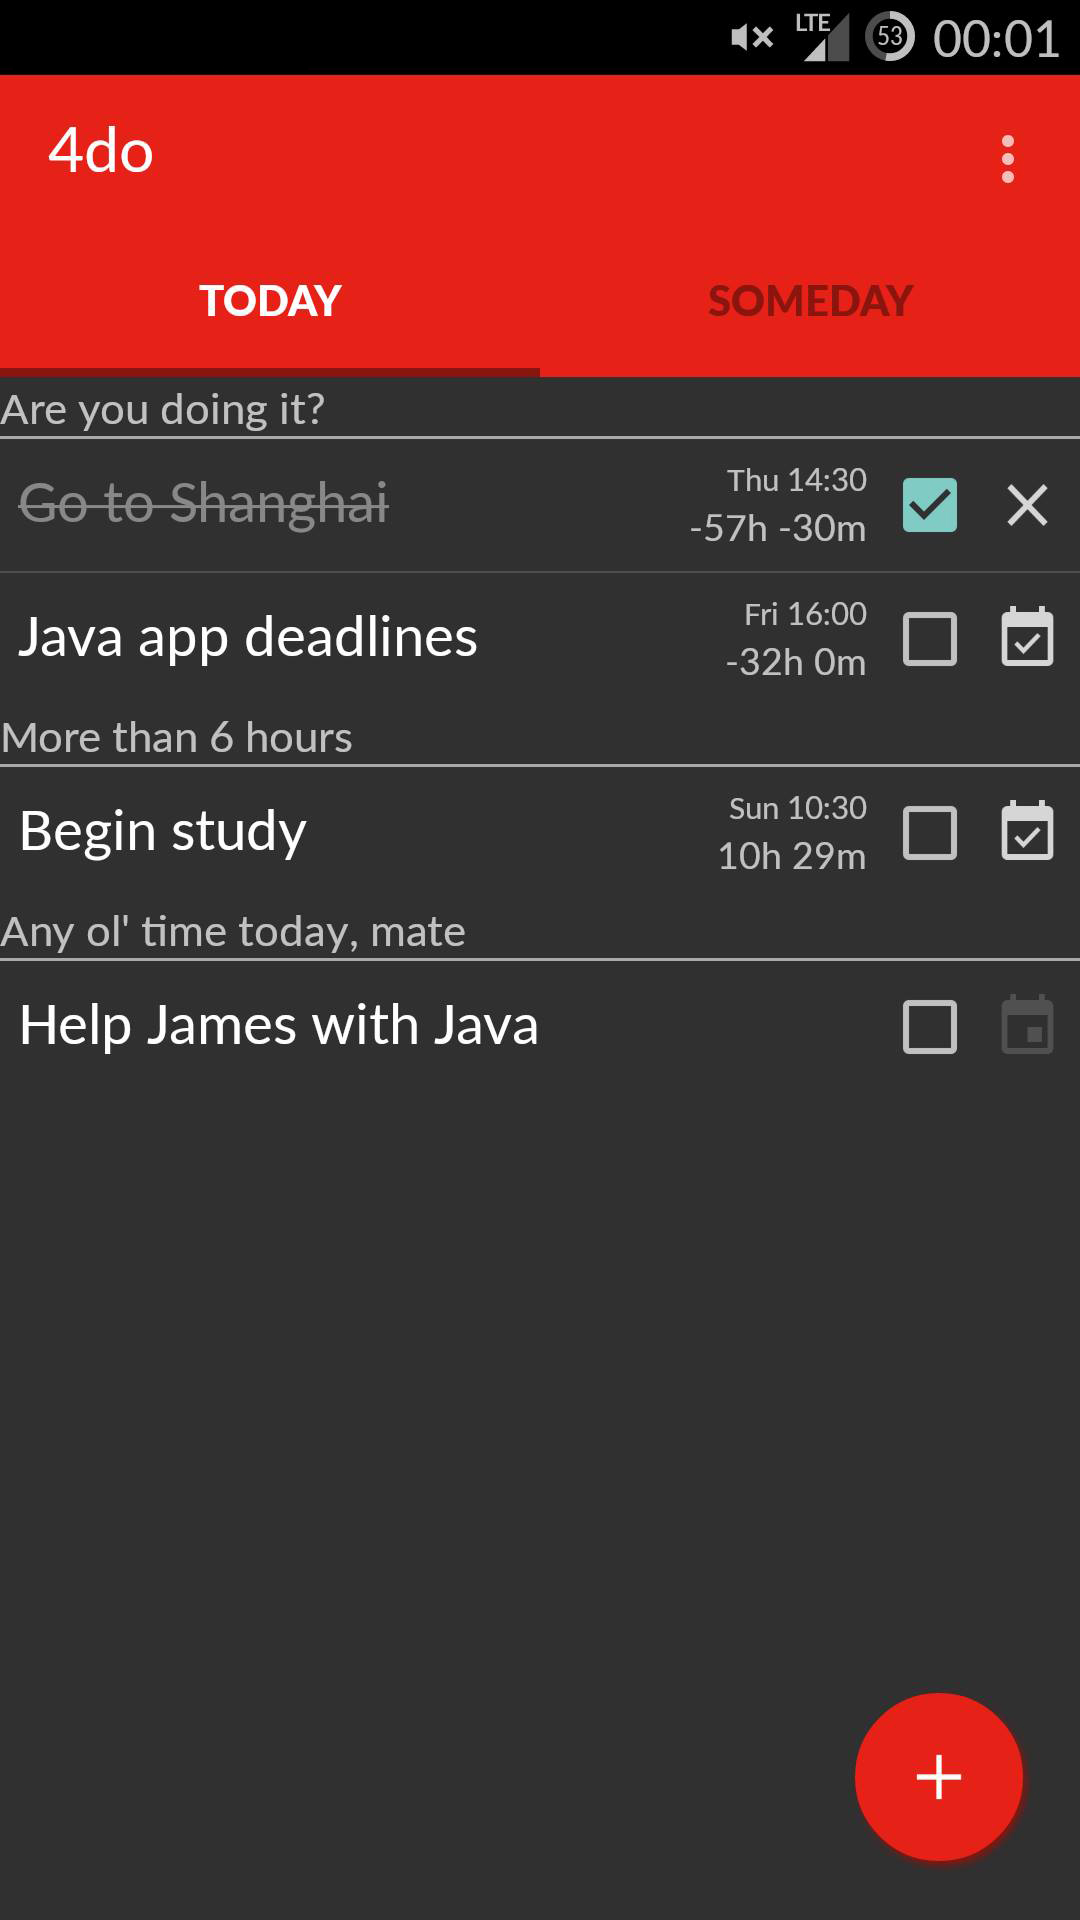 LTE 53 00:01
4do
TODAY SOMEDAY
Are you doing it?
Go to Shanghai
Thu 14:30
-57h -30m
Java app deadlines
Fri 16:00
-32h 0m
More than 6 hours
Begin study
Sun 10:30
10h 29m
Any ol' time today, mate
Help James with Java